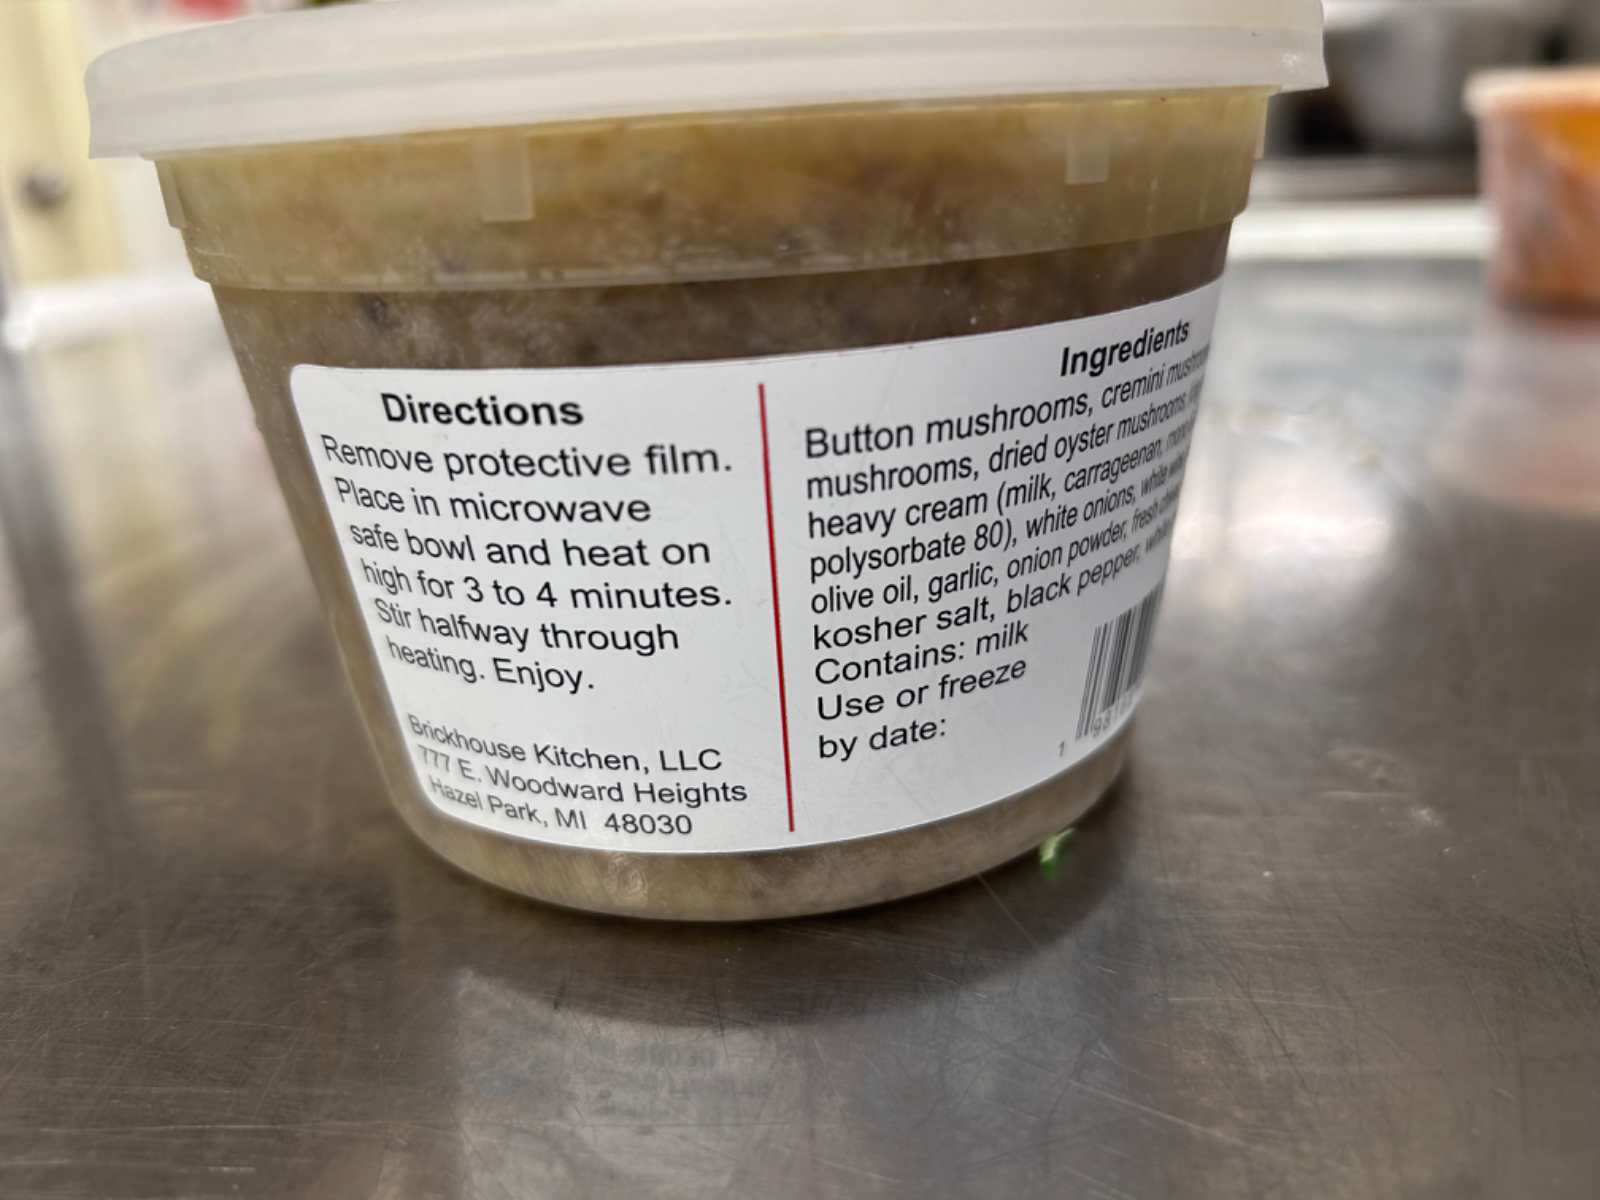 Directions
Remove protective film.
Place in microwave
safe bowl and heat on
high for 3 to 4 minutes.
Stir halfway through
heating. Enjoy.
Brickhouse Kitchen, LLC
777 E. Woodward Heights
Hazel Park, MI 48030
Ingredients
Button mushrooms, cremini
mushrooms, dried oyster mushrooms,
heavy cream (milk, carrageenan,
polysorbate 80), white onions, white
olive oil, garlic, onion powder, fresh
kosher salt, black pepper,
Contains: milk
Use or freeze
by date:
1